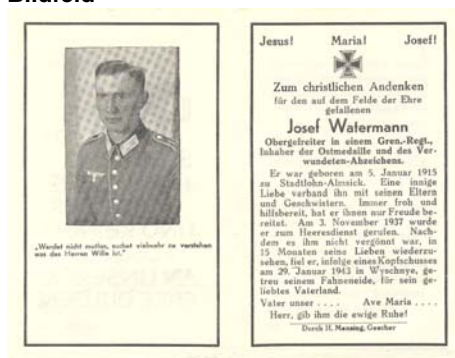 Bildfeld
„Werdet nicht mutlos, suchet vielmehr zu verstehen
was des Herren Wille ist."
Jesus! Maria! Josef!
Zum christlichen Andenken
für den auf dem Felde der Ehre
gefallenen
Josef Watermann
Obergefreiter in einem Gren.-Regt.,
Inhaber der Ostmedaille und des Ver-
wundeten-Abzeichens.
Er war geboren am 5. Januar 1915
zu Stadtlohn-Almsick. Eine innige
Liebe verband ihn mit seinen Eltern
und Geschwistern. Immer froh und
hilfsbereit, hat er ihnen nur Freude be-
reitet. Am 3. November 1937 wurde
er zum Heeresdienst gerufen. Nach-
dem es ihm nicht vergönnt war, in
15 Monaten seine Lieben wiederzu-
sehen, fiel er, infolge eines Kopfschusses
am 29. Januar 1943 in Wyschnye, ge-
treu seinem Fahneneide, für sein ge-
liebtes Vaterland.
Vater unser . . . . Ave Maria . . . .
Herr, gib ihm die ewige Ruhe!
Durch H. Mensing, Gescher